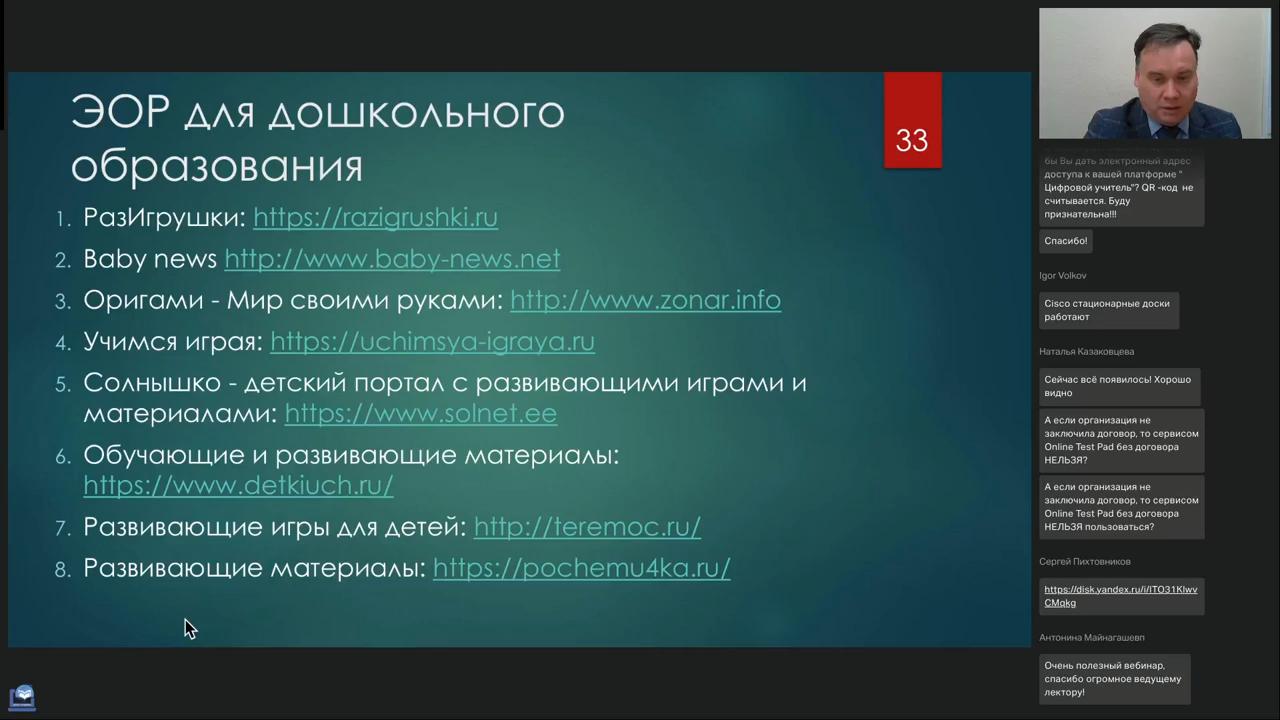 ЭОР для дошкольного
образования
33
1. РазИгрушки: https://razigrushki.ru
2. Baby news http://www.baby-news.net
3. Оригами - Мир своими руками: http://www.zonar.info
4. Учимся играя: https://uchimsya-igraya.ru
5. Солнышко - детский портал с развивающими играми и
материалами: https://www.solnet.ee
6. Обучающие и развивающие материалы:
https://www.detkiuch.ru/
7. Развивающие игры для детей: http://teremoc.ru/
8. Развивающие материалы: https://pochemu4ka.ru/
бы Вы дать электронный адрес
доступа к вашей платформе "
Цифровой учитель"? QR -код не
считывается. Буду
признательна!!!
Спасибо!
Igor Volkov
Cisco стационарные доски
работают
Наталья Казаковцева
Сейчас всё появилось! Хорошо
видно
А если организация не
заключила договор, то сервисом
Online Test Pad без договора
НЕЛЬЗЯ?
А если организация не
заключила договор, то сервисом
Online Test Pad без договора
НЕЛЬЗЯ пользоваться?
Сергей Пихтовников
https://disk.yandex.ru/i/ITO31KIwv
CMqkg
Антонина Майнагашевп
Очень полезный вебинар,
спасибо огромное ведущему
лектору!